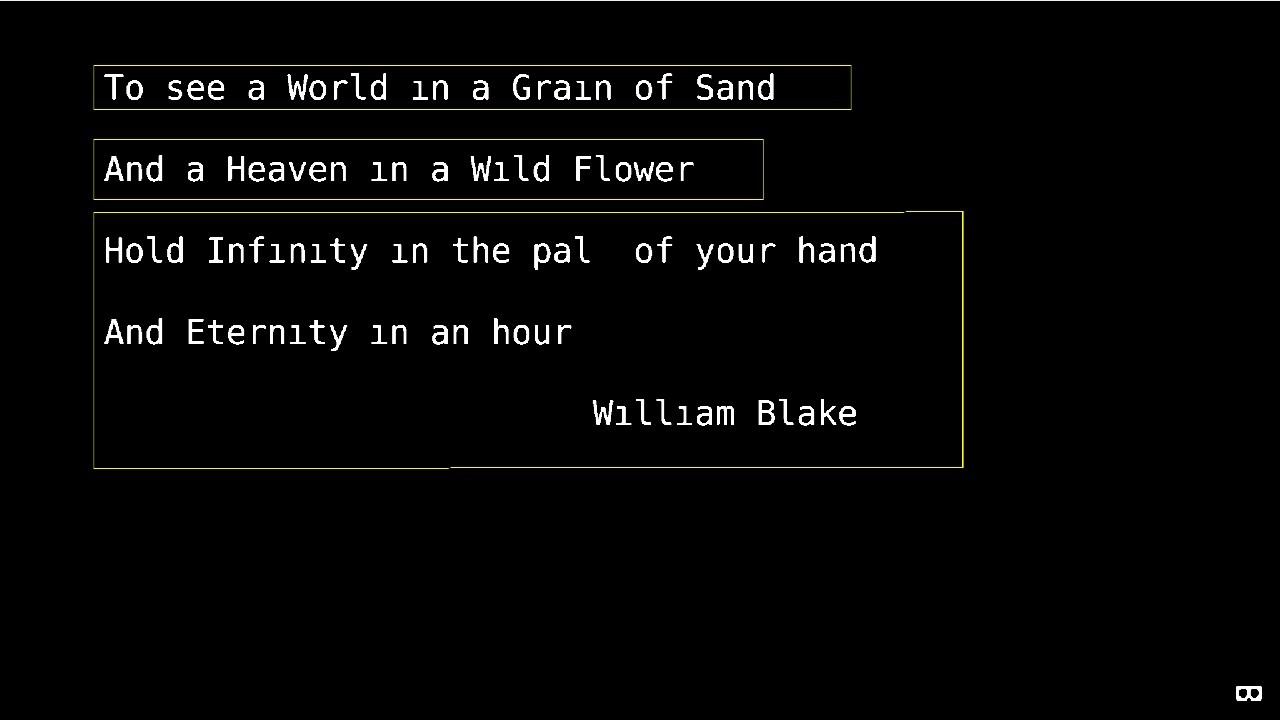 To see a World ın a Graın of Sand
And a Heaven ın a Wıld Flower
Hold Infınıty ın the pal  of your hand
And Eternıty ın an hour
Wıllıam Blake